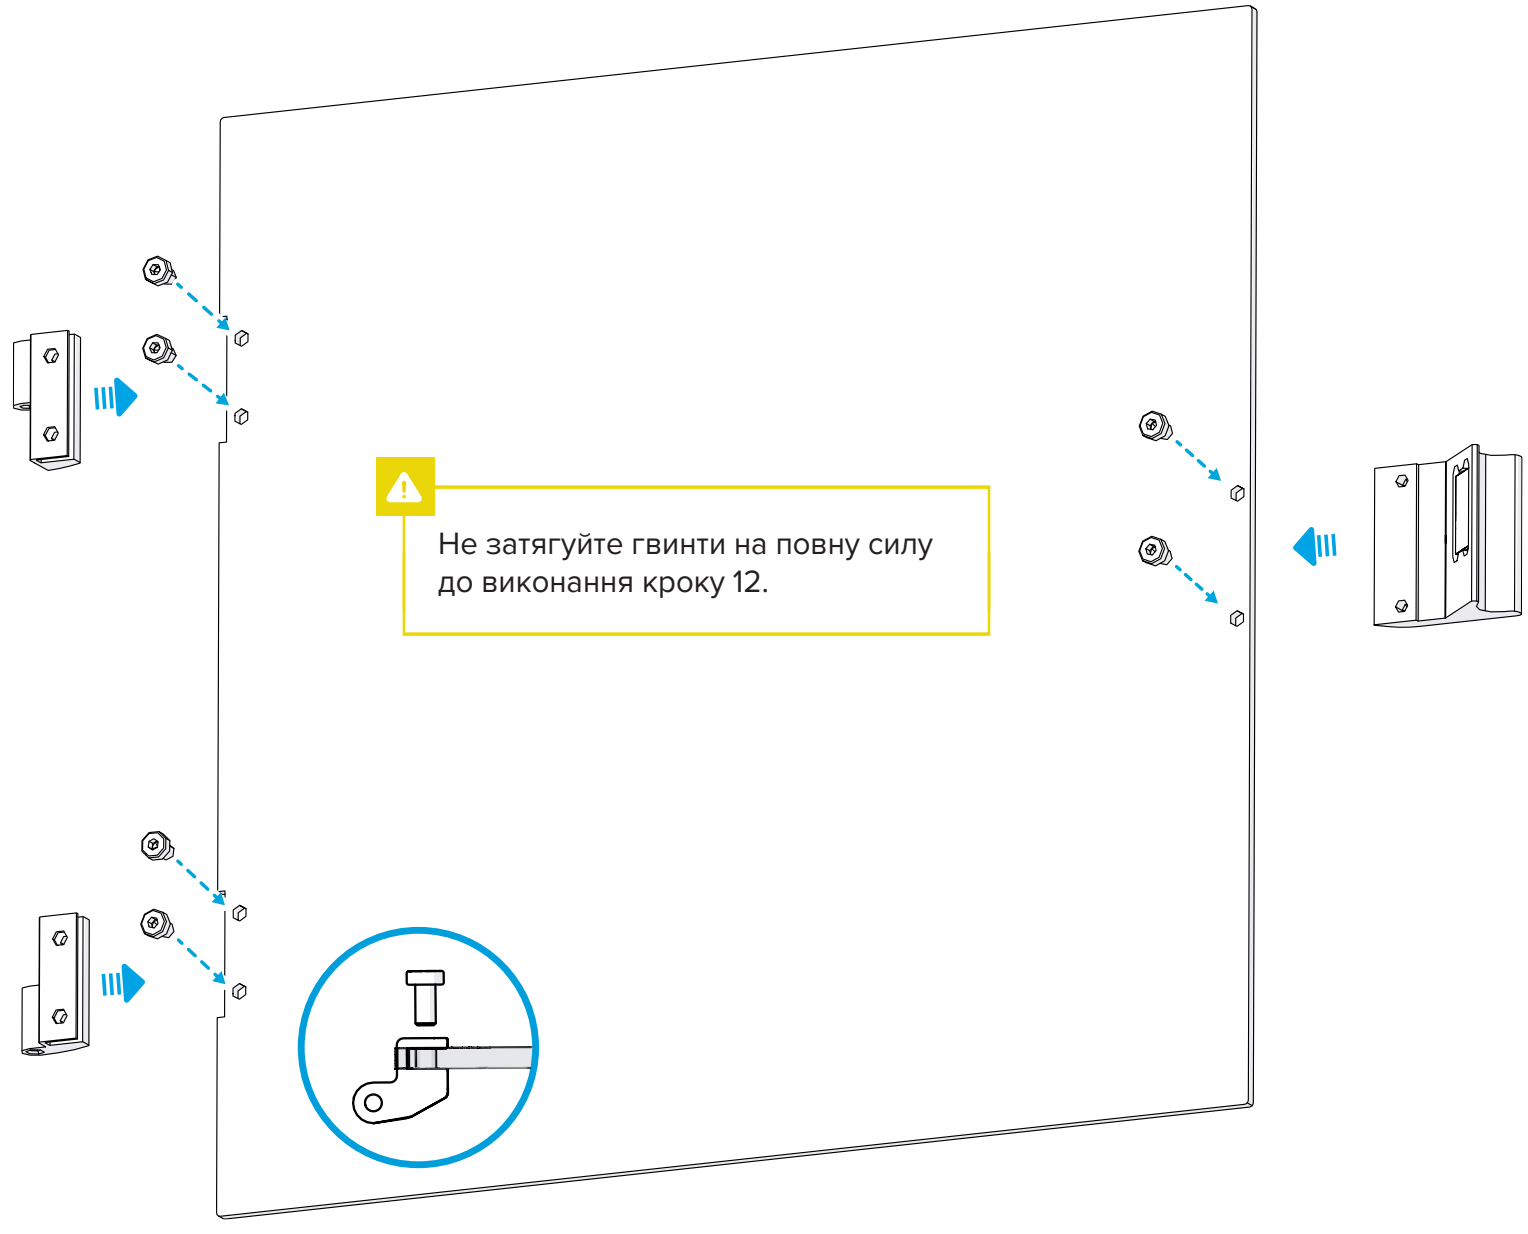 Не затягуйте гвинти на повну силу
до виконання кроку 12.